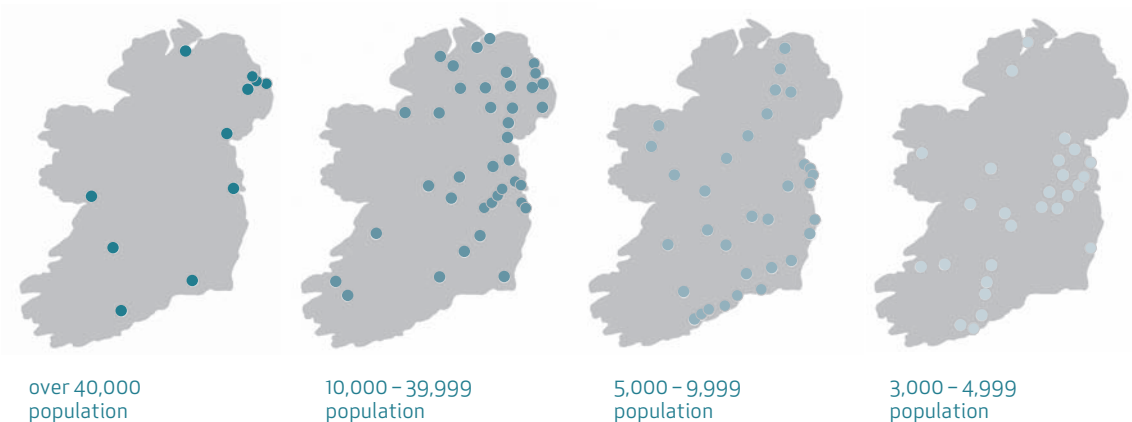 over 40,000
population
10,000 – 39,999
population
5,000 – 9,999
population
3,000 – 4,999
population